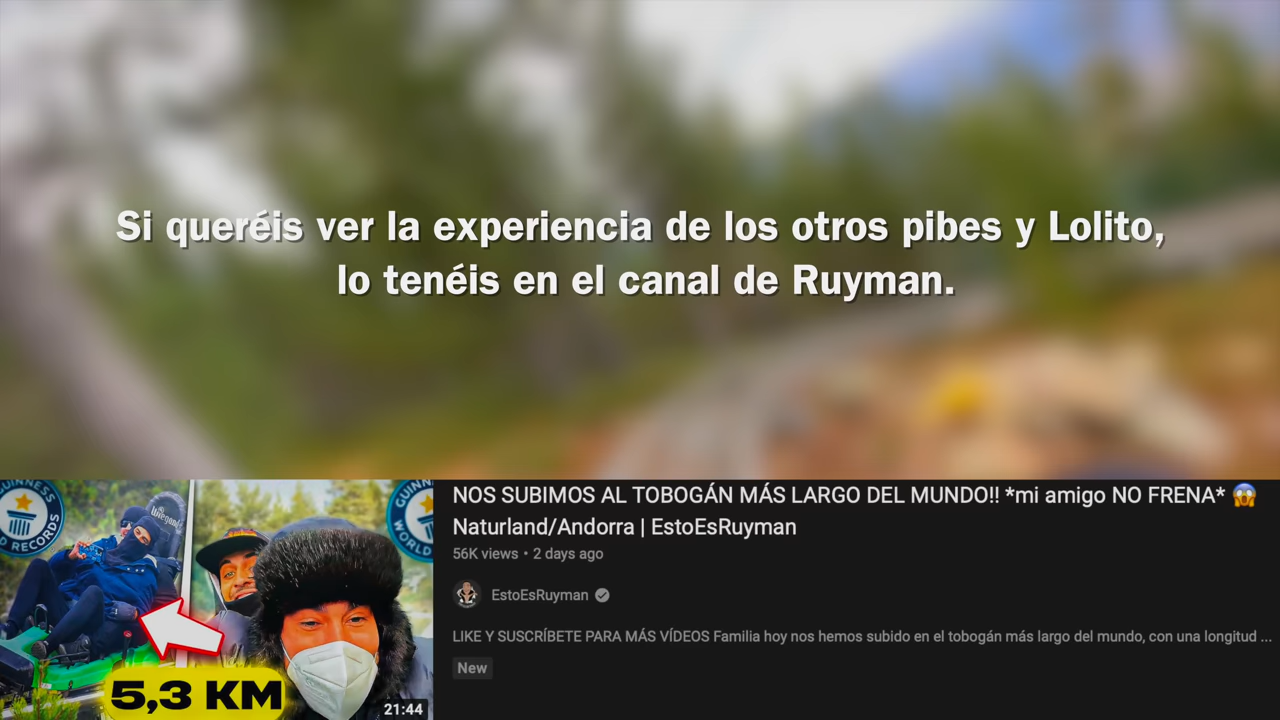 Si queréis ver la experiencia de los otros pibes y Lolito,
lo tenéis en el canal de Ruyman.
NOS SUBIMOS AL TOBOGÁN MÁS LARGO DEL MUNDO!! *mi amigo NO FRENA* 😱
Naturland/Andorra | EstoEsRuyman
56K views • 2 days ago
EstoEsRuyman
LIKE Y SUSCRÍBETE PARA MÁS VÍDEOS Familia hoy nos hemos subido en el tobogán más largo del mundo, con una longitud ...
New
GUINNESS
RECORDS
Wiegand
5,3 KM
21:44